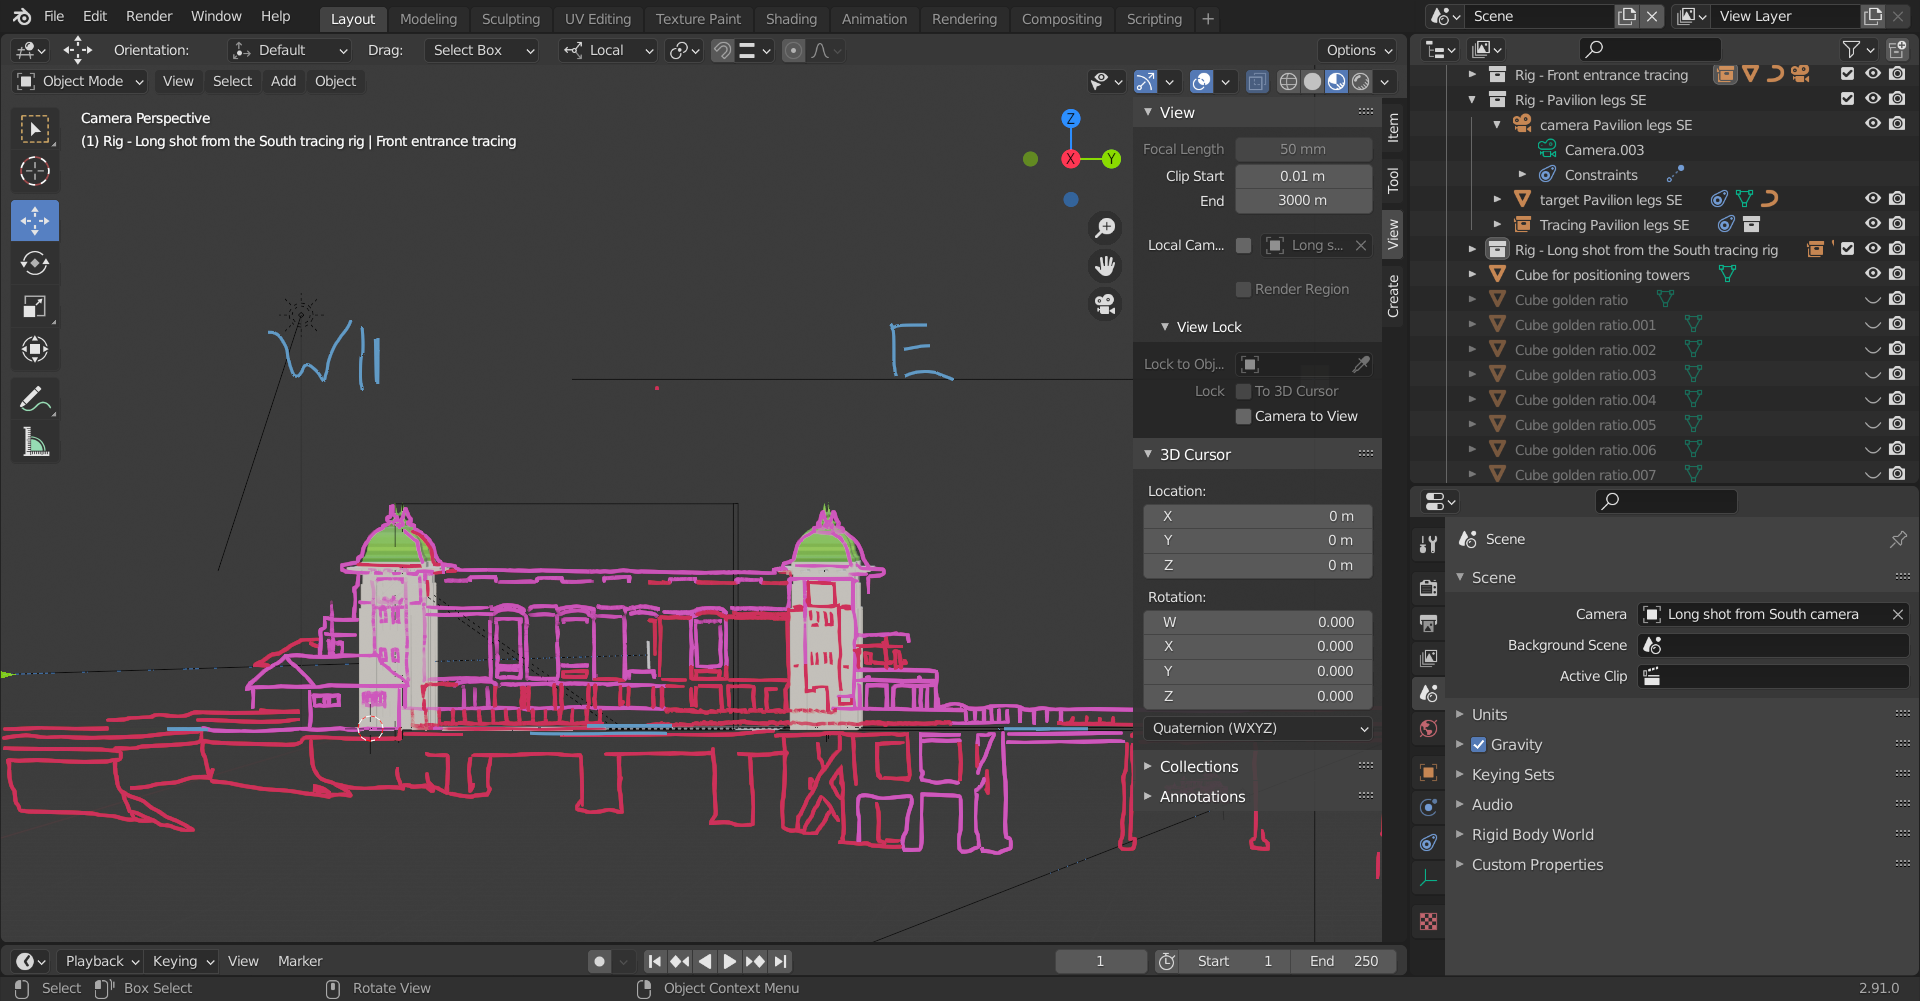 File Edit Render Window Help Layout Modeling Sculpting UV Editing Texture Paint Shading Animation Rendering Compositing Scripting + Scene View Layer
Orientation: Default Drag: Select Box Local Options
Object Mode View Select Add Object
Camera Perspective
(1) Rig - Long shot from the South tracing rig | Front entrance tracing
Z
X Y
W
E
View
Focal Length 50 mm
Clip Start 0.01 m
End 3000 m
Local Cam... Long s...
Render Region
View Lock
Lock to Obj...
Lock To 3D Cursor
Camera to View
3D Cursor
Location:
X 0 m
Y 0 m
Z 0 m
Rotation:
W 0.000
X 0.000
Y 0.000
Z 0.000
Quaternion (WXYZ)
Collections
Annotations
Item
Tool
View
Create
Rig - Front entrance tracing
Rig - Pavilion legs SE
camera Pavilion legs SE
Camera.003
Constraints
target Pavilion legs SE
Tracing Pavilion legs SE
Rig - Long shot from the South tracing rig
Cube for positioning towers
Cube golden ratio
Cube golden ratio.001
Cube golden ratio.002
Cube golden ratio.003
Cube golden ratio.004
Cube golden ratio.005
Cube golden ratio.006
Cube golden ratio.007
Scene
Scene
Camera Long shot from South camera
Background Scene
Active Clip
Units
Gravity
Keying Sets
Audio
Rigid Body World
Custom Properties
Playback Keying View Marker 1 Start 1 End 250
Select Box Select Rotate View Object Context Menu 2.91.0